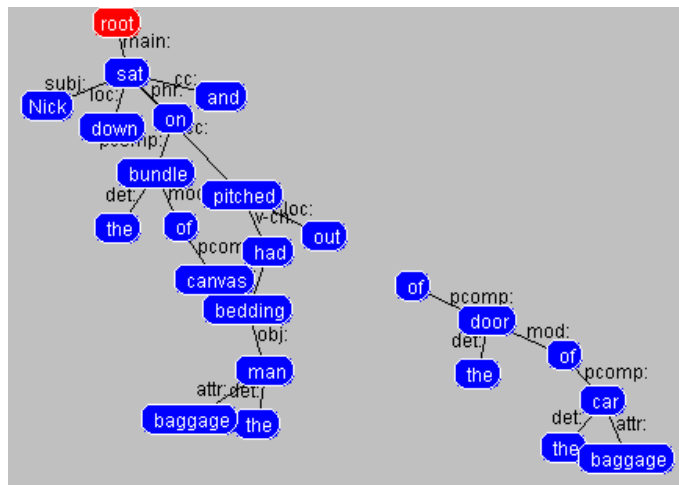 root
main:
sat
subj:
loc:
phr:
cc:
and
Nick
down
on
pcomp:
cc:
bundle
det:
mod
pitched
loc:
the
of
v-ch:
out
pcom
had
canvas
bedding
obj:
man
attr:
det:
baggage
the
of
pcomp:
door
mod:
det:
of
the
pcomp:
car
det:
attr:
the
baggage